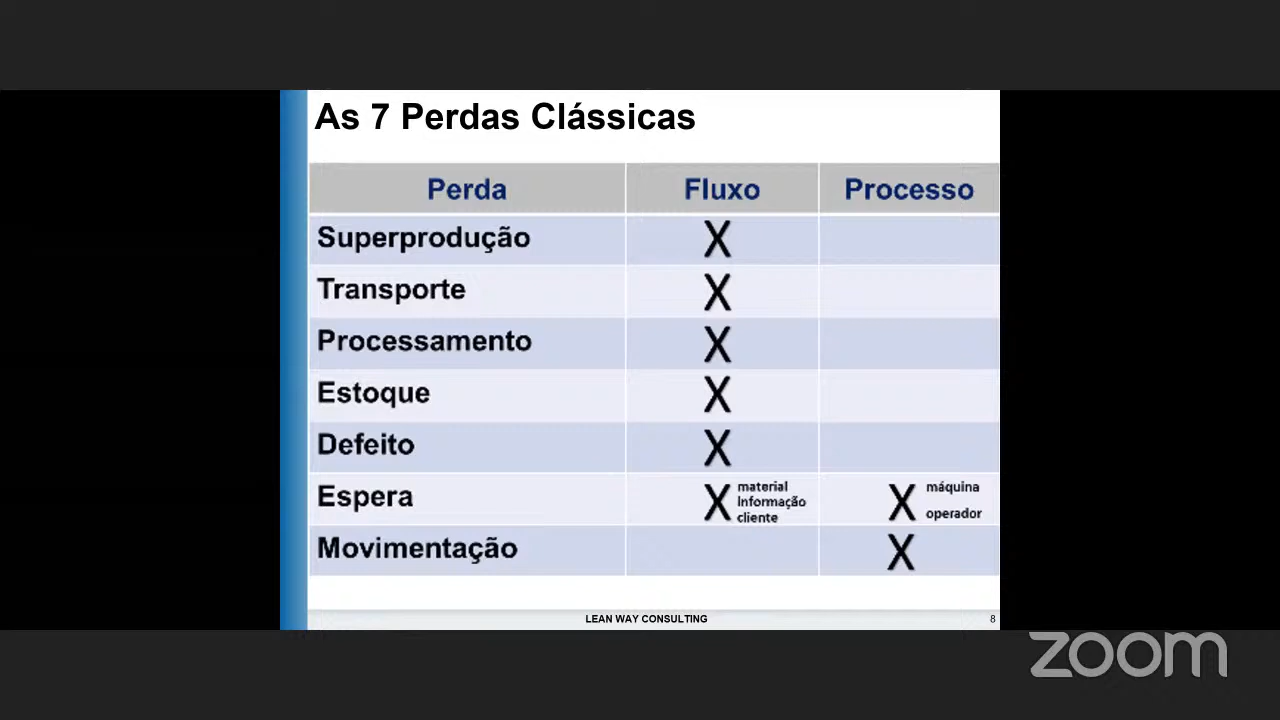 As 7 Perdas Clássicas
Perda Fluxo Processo
Superprodução X
Transporte X
Processamento X
Estoque X
Defeito X
Espera X material Informação cliente X máquina operador
Movimentação X
LEAN WAY CONSULTING 8
zoom